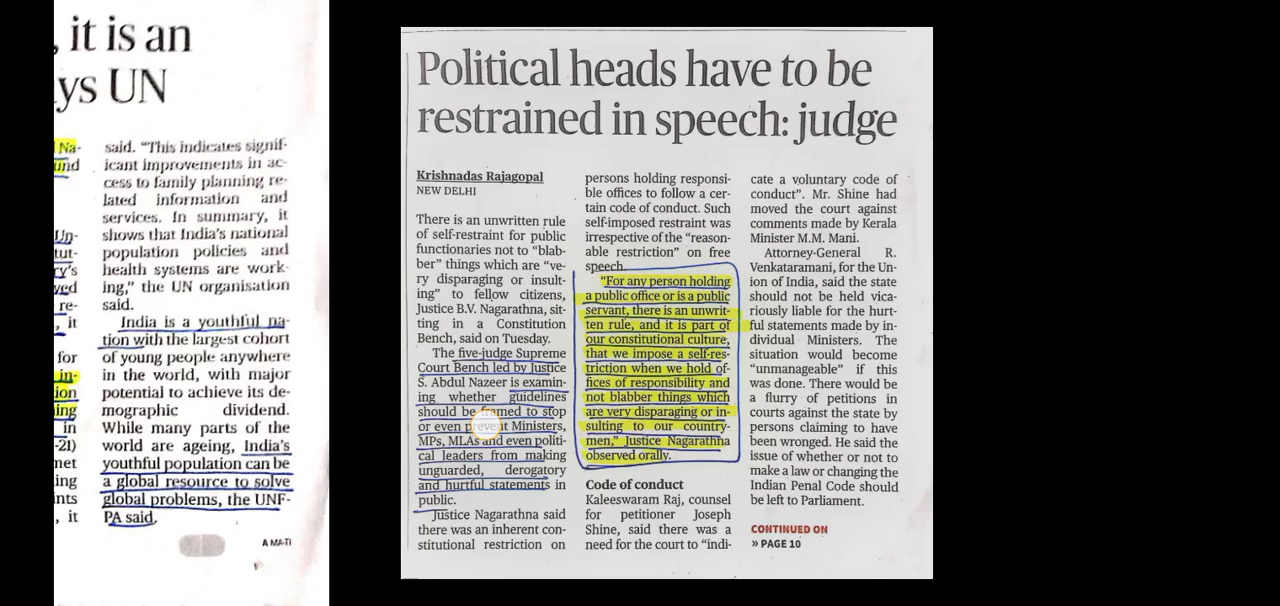 , it is an
ys UN
Na-
und
Un-
tut-
ry's
ved
re-
, it
for
in-
ion
ing
in
-21)
net
ing
nts
, it
said. “This indicates signif-
icant improvements in ac-
cess to family planning re-
lated information and
services. In summary, it
shows that India's national
population policies and
health systems are work-
ing,” the UN organisation
said.
India is a youthful na-
tion with the largest cohort
of young people anywhere
in the world, with major
potential to achieve its de-
mographic dividend.
While many parts of the
world are ageing, India's
youthful population can be
a global resource to solve
global problems, the UNF-
PA said.
Political heads have to be
restrained in speech: judge
Krishnadas Rajagopal
NEW DELHI
There is an unwritten rule
of self-restraint for public
functionaries not to “blab-
ber” things which are “ve-
ry disparaging or insult-
ing” to fellow citizens,
Justice B.V. Nagarathna, sit-
ting in a Constitution
Bench, said on Tuesday.
The five-judge Supreme
Court Bench led by Justice
S. Abdul Nazeer is examin-
ing whether guidelines
should be framed to stop
or even prevent Ministers,
MPs, MLAs and even politi-
cal leaders from making
unguarded, derogatory
and hurtful statements in
public.
Justice Nagarathna said
there was an inherent con-
stitutional restriction on
persons holding responsi-
ble offices to follow a cer-
tain code of conduct. Such
self-imposed restraint was
irrespective of the “reason-
able restriction” on free
speech.
“For any person holding
a public office or is a public
servant, there is an unwrit-
ten rule, and it is part of
our constitutional culture,
that we impose a self-res-
triction when we hold of-
fices of responsibility and
not blabber things which
are very disparaging or in-
sulting to our country-
men,” Justice Nagarathna
observed orally.
Code of conduct
Kaleeswaram Raj, counsel
for petitioner Joseph
Shine, said there was a
need for the court to “indi-
cate a voluntary code of
conduct”. Mr. Shine had
moved the court against
comments made by Kerala
Minister M.M. Mani.
Attorney-General R.
Venkataramani, for the Un-
ion of India, said the state
should not be held vica-
riously liable for the hurt-
ful statements made by in-
dividual Ministers. The
situation would become
“unmanageable” if this
was done. There would be
a flurry of petitions in
courts against the state by
persons claiming to have
been wronged. He said the
issue of whether or not to
make a law or changing the
Indian Penal Code should
be left to Parliament.
CONTINUED ON
» PAGE 10